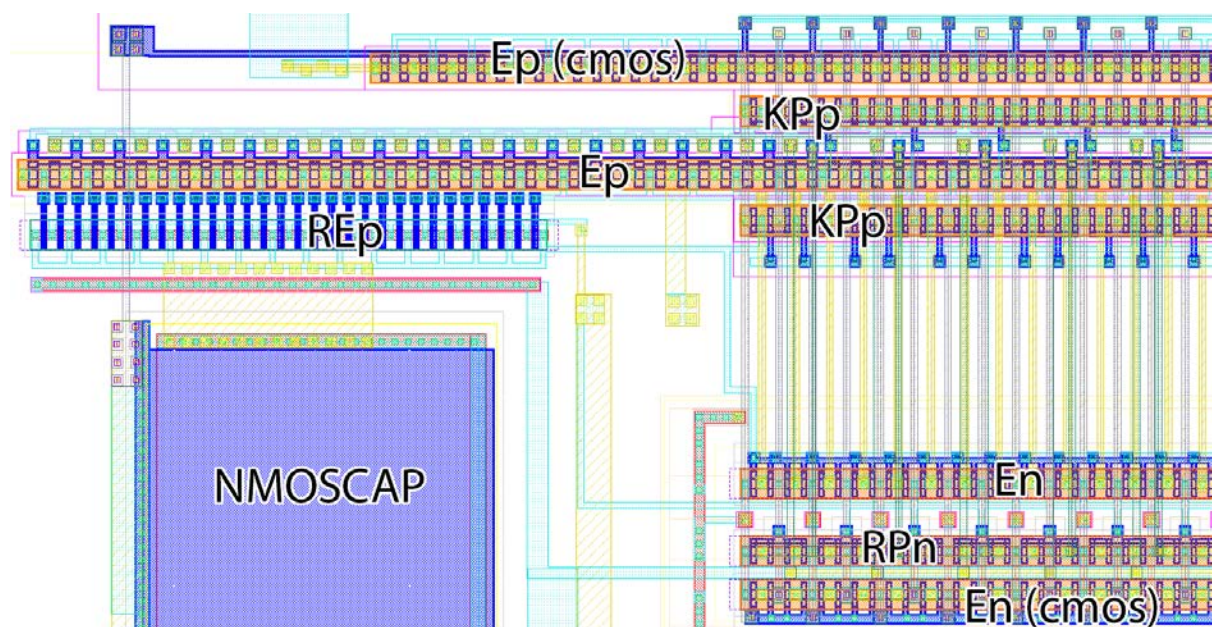 Ep (cmos)
KPp
Ep
KPp
REp
NMOSCAP
En
RPn
En (cmos)